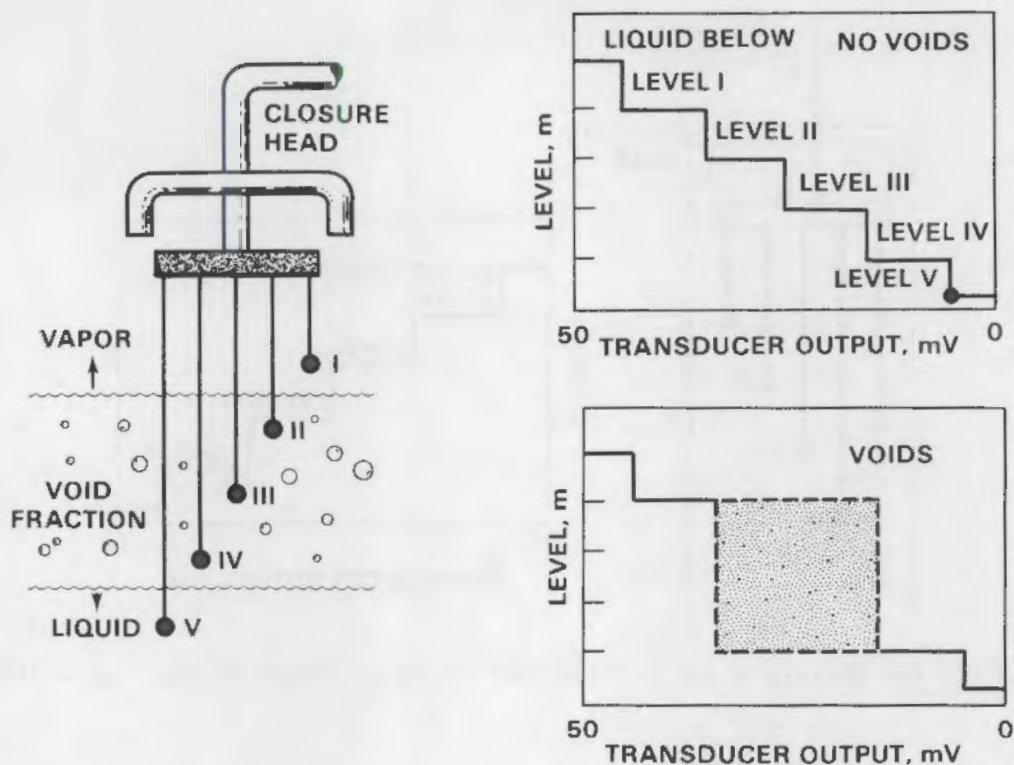 CLOSURE
HEAD
VAPOR
I
II
VOID
FRACTION
III
IV
LIQUID
V
LIQUID BELOW NO VOIDS
LEVEL I
LEVEL II
LEVEL III
LEVEL IV
LEVEL V
LEVEL, m
50 0
TRANSDUCER OUTPUT, mV
VOIDS
LEVEL, m
50 0
TRANSDUCER OUTPUT, mV